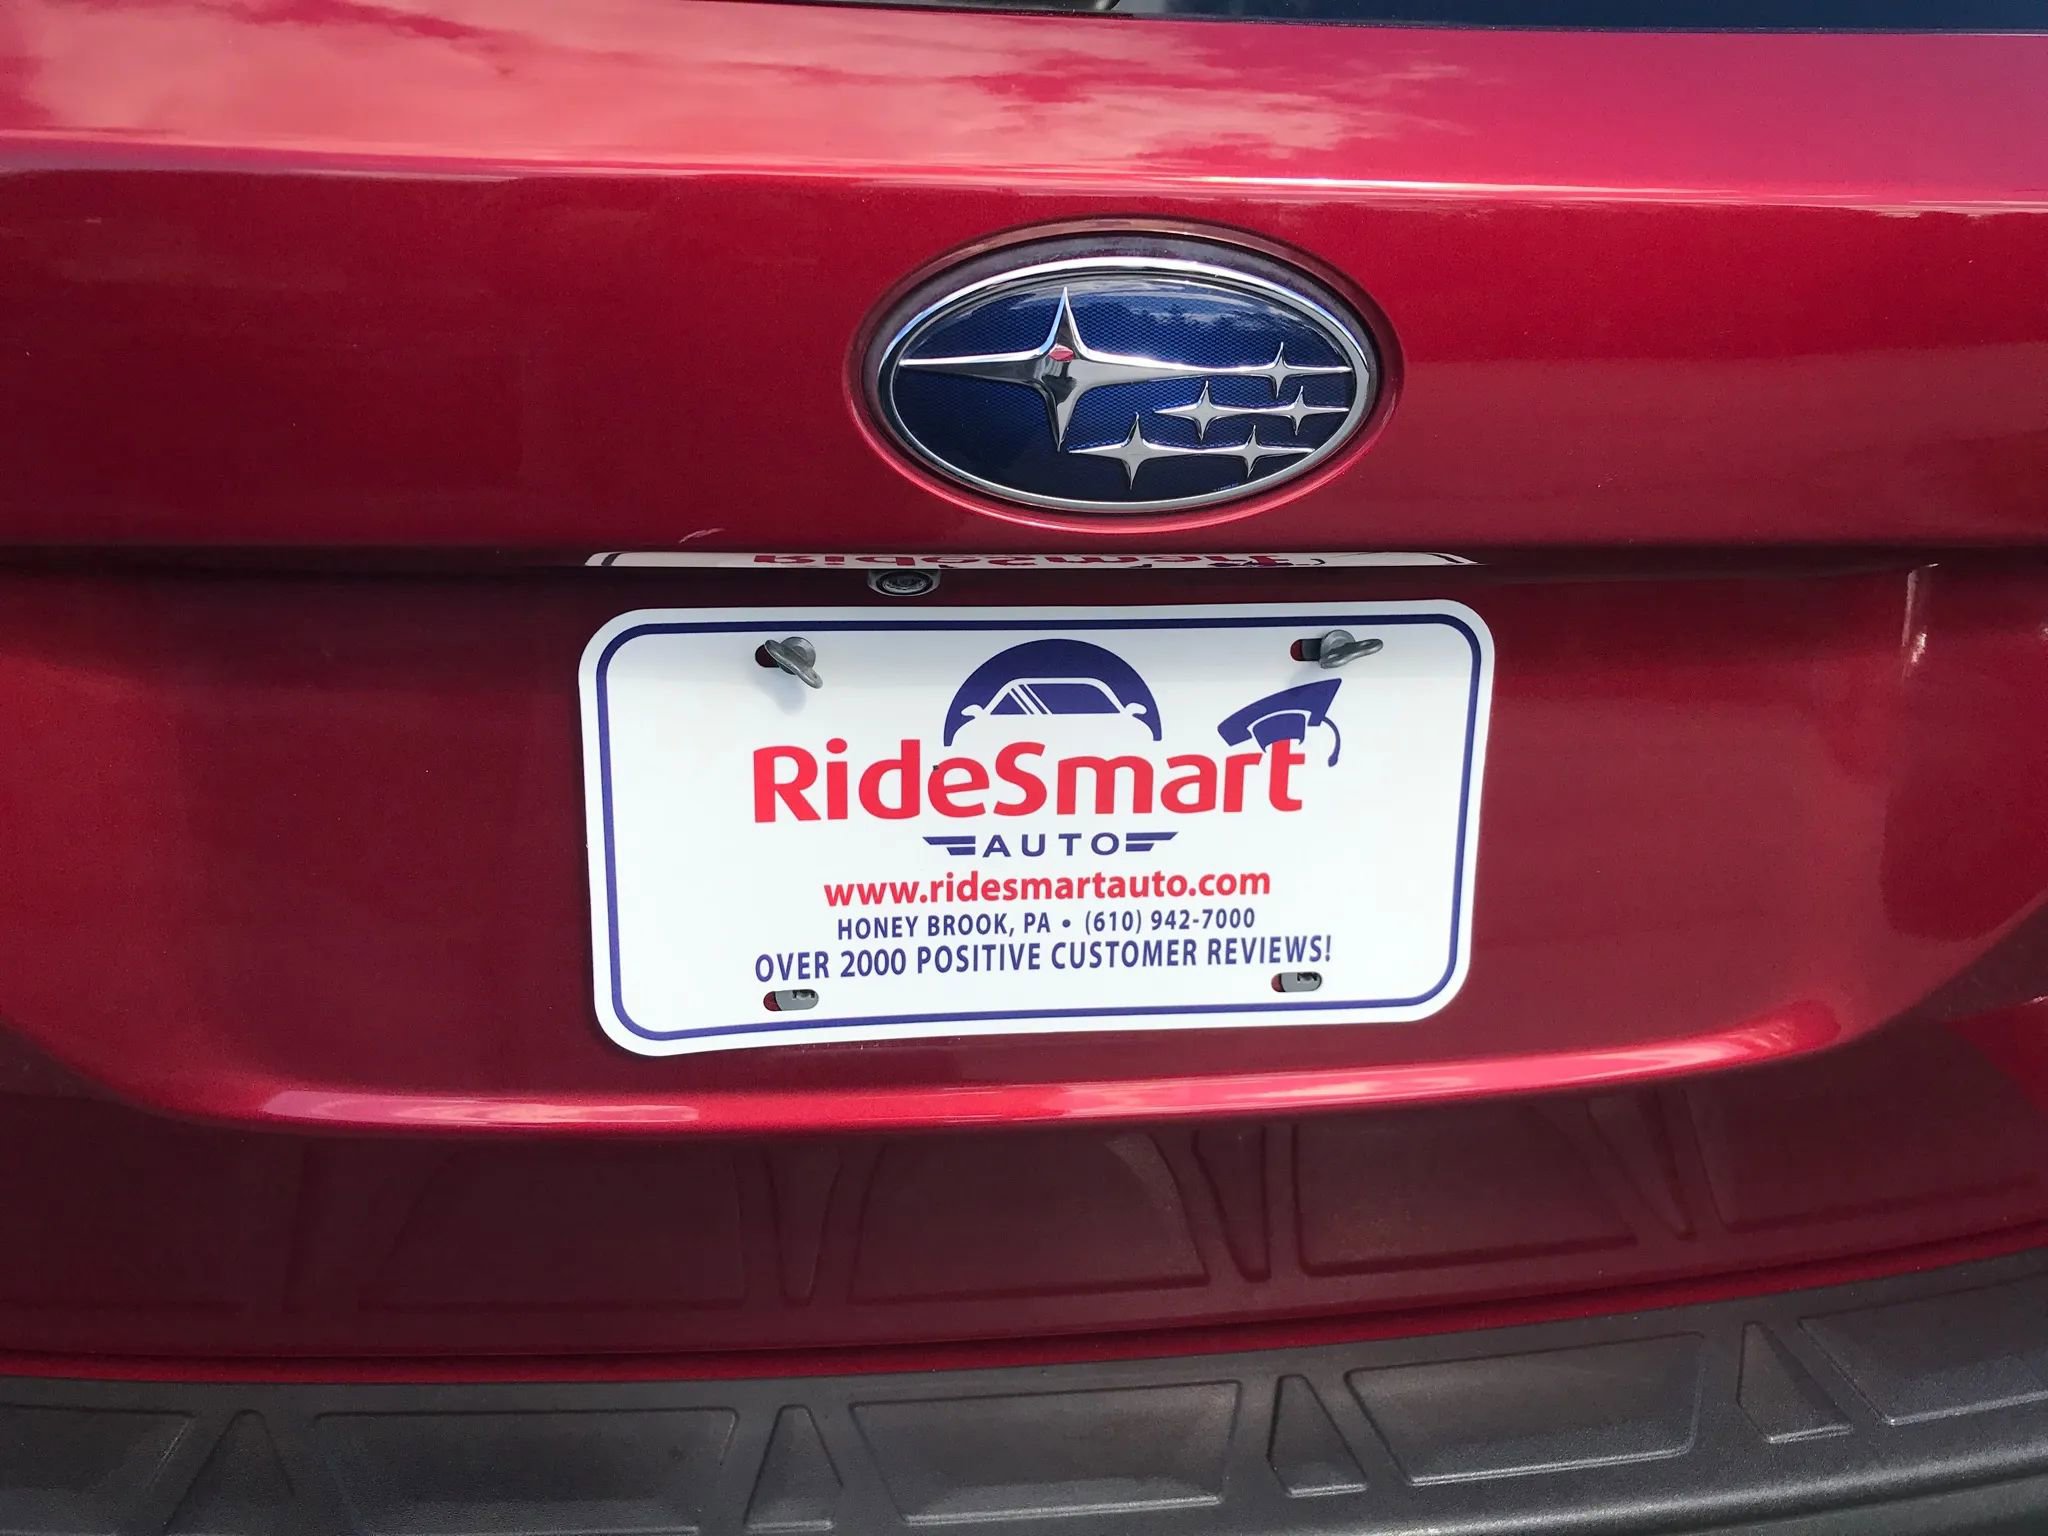 RideSmart
AUTO
www.ridesmartauto.com
HONEY BROOK, PA • (610) 942-7000
OVER 2000 POSITIVE CUSTOMER REVIEWS!